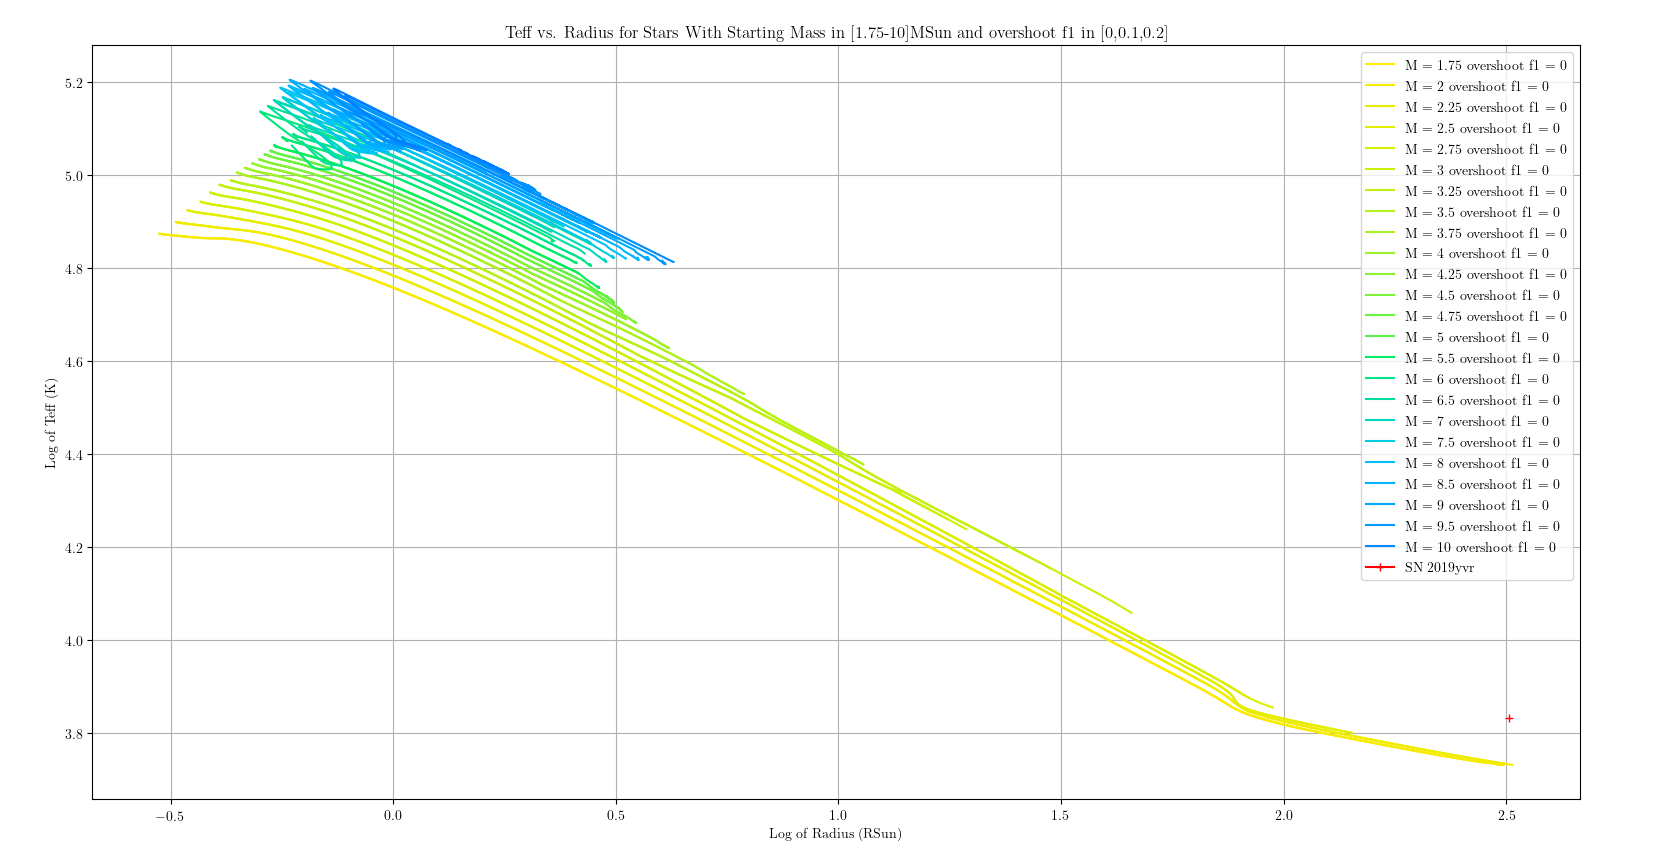 Teff vs. Radius for Stars With Starting Mass in [1.75-10]MSun and overshoot f1 in [0,0.1,0.2]
M = 1.75 overshoot f1 = 0
M = 2 overshoot f1 = 0
M = 2.25 overshoot f1 = 0
M = 2.5 overshoot f1 = 0
M = 2.75 overshoot f1 = 0
M = 3 overshoot f1 = 0
M = 3.25 overshoot f1 = 0
M = 3.5 overshoot f1 = 0
M = 3.75 overshoot f1 = 0
M = 4 overshoot f1 = 0
M = 4.25 overshoot f1 = 0
M = 4.5 overshoot f1 = 0
M = 4.75 overshoot f1 = 0
M = 5 overshoot f1 = 0
M = 5.5 overshoot f1 = 0
M = 6 overshoot f1 = 0
M = 6.5 overshoot f1 = 0
M = 7 overshoot f1 = 0
M = 7.5 overshoot f1 = 0
M = 8 overshoot f1 = 0
M = 8.5 overshoot f1 = 0
M = 9 overshoot f1 = 0
M = 9.5 overshoot f1 = 0
M = 10 overshoot f1 = 0
SN 2019yvr
Log of Teff (K)
5.2
5.0
4.8
4.6
4.4
4.2
4.0
3.8
−0.5 0.0 0.5 1.0 1.5 2.0 2.5
Log of Radius (RSun)